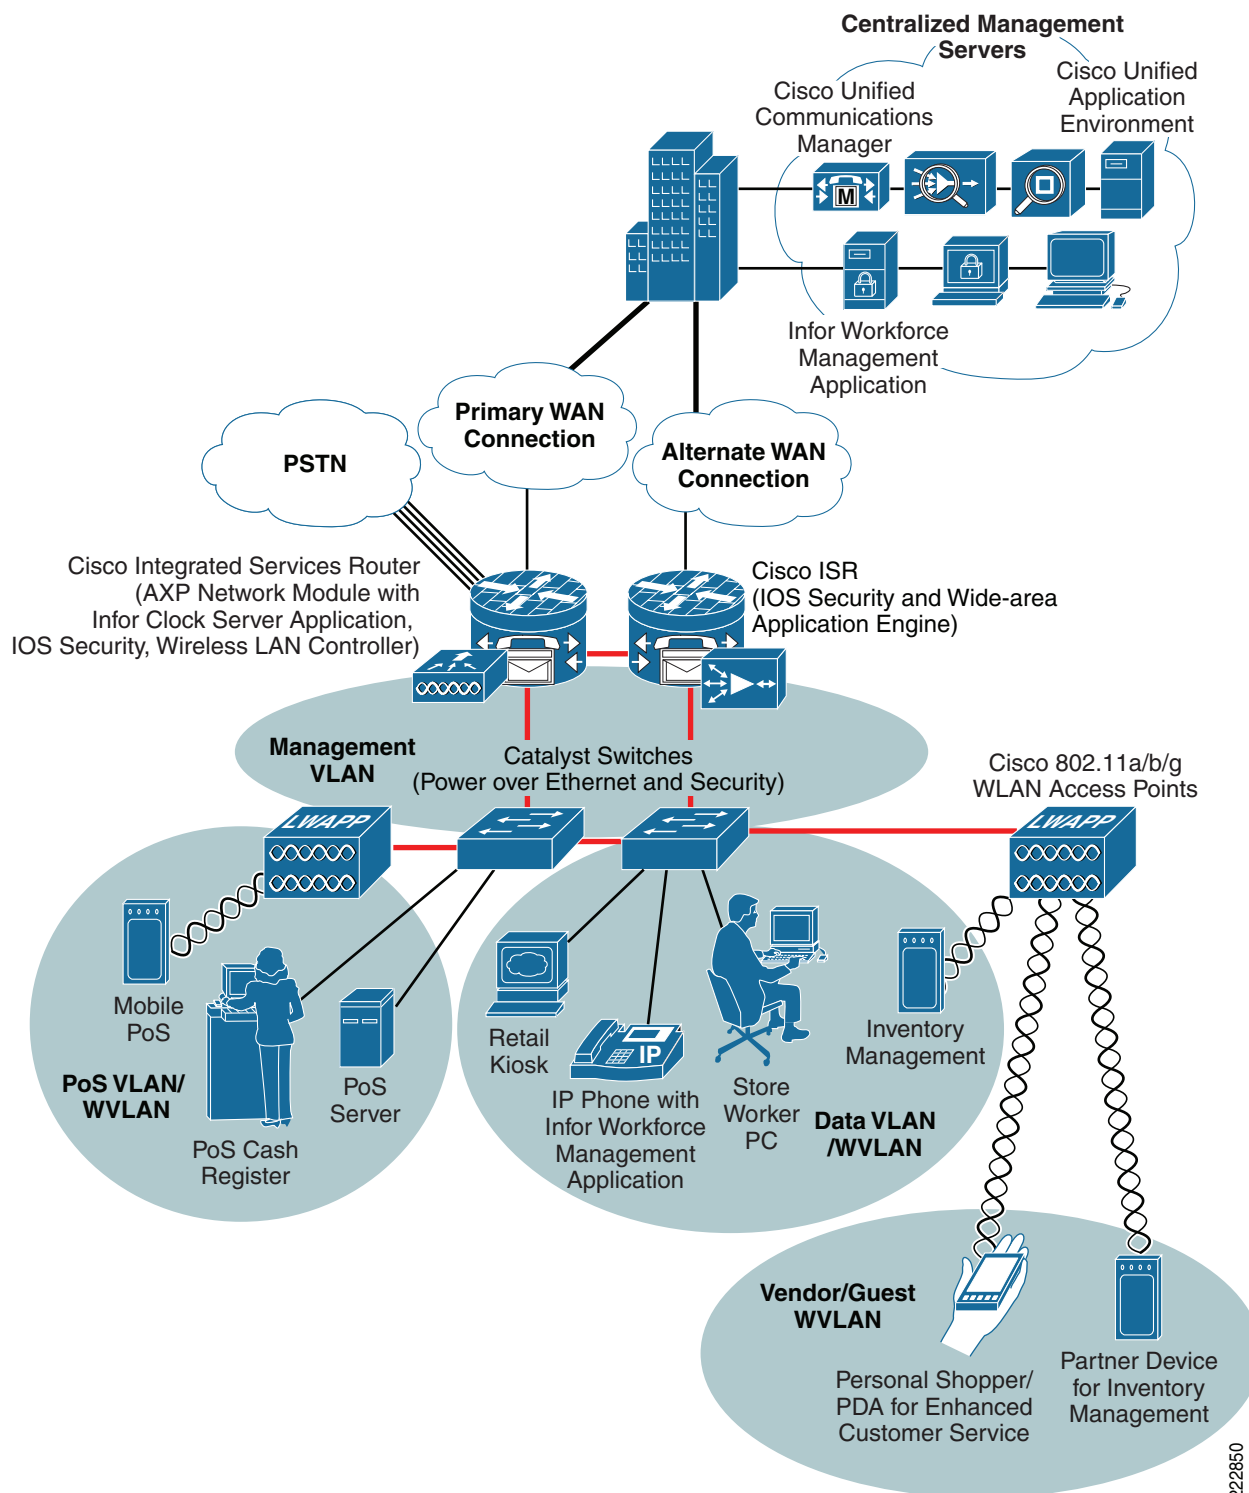 Centralized Management
Servers
Cisco Unified
Communications
Manager
Cisco Unified
Application
Environment
M
Infor Workforce
Management
Application
Primary WAN
Connection
PSTN
Alternate WAN
Connection
Cisco Integrated Services Router
(AXP Network Module with
Infor Clock Server Application,
IOS Security, Wireless LAN Controller)
Cisco ISR
(IOS Security and Wide-area
Application Engine)
Management
VLAN
Catalyst Switches
(Power over Ethernet and Security)
Cisco 802.11a/b/g
WLAN Access Points
LWAPP
LWAPP
Mobile
PoS
PoS VLAN/
WVLAN
PoS Cash
Register
PoS
Server
Retail
Kiosk
IP
IP Phone with
Infor Workforce
Management
Application
Store
Worker
PC
Inventory
Management
Data VLAN
/WVLAN
Vendor/Guest
WVLAN
Personal Shopper/
PDA for Enhanced
Customer Service
Partner Device
for Inventory
Management
222850